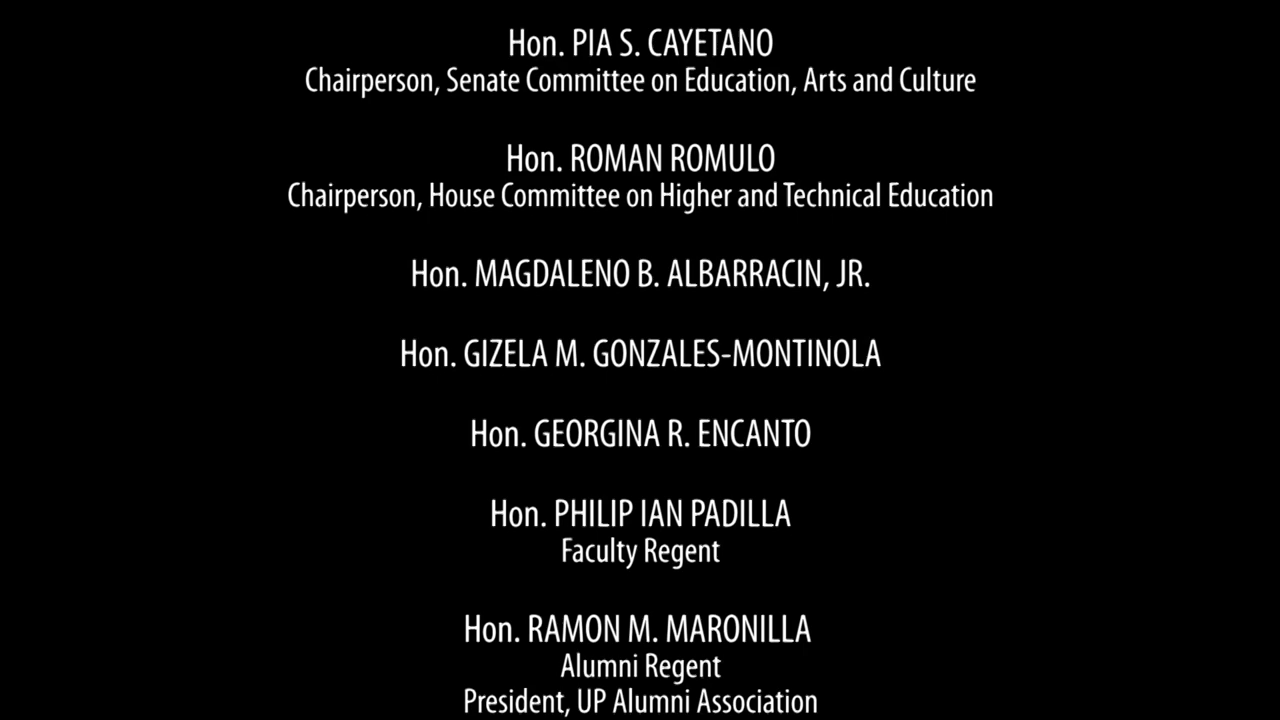 Hon. PIA S. CAYETANO
Chairperson, Senate Committee on Education, Arts and Culture
Hon. ROMAN ROMULO
Chairperson, House Committee on Higher and Technical Education
Hon. MAGDALENO B. ALBARRACIN, JR.
Hon. GIZELA M. GONZALES-MONTINOLA
Hon. GEORGINA R. ENCANTO
Hon. PHILIP IAN PADILLA
Faculty Regent
Hon. RAMON M. MARONILLA
Alumni Regent
President, UP Alumni Association